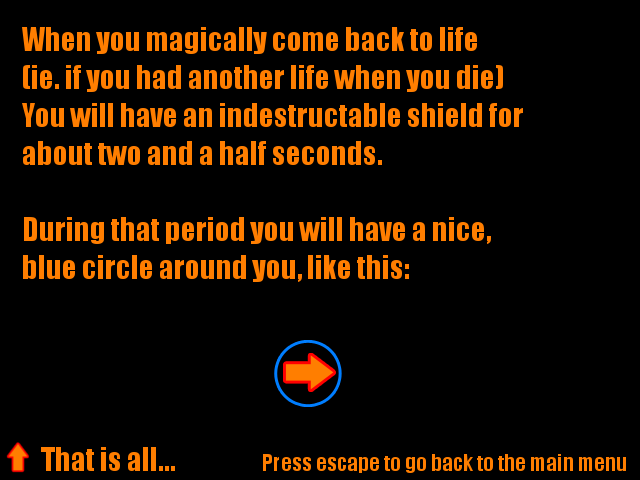 When you magically come back to life
(ie. if you had another life when you die)
You will have an indestructable shield for
about two and a half seconds.
During that period you will have a nice,
blue circle around you, like this:
That is all...
Press escape to go back to the main menu